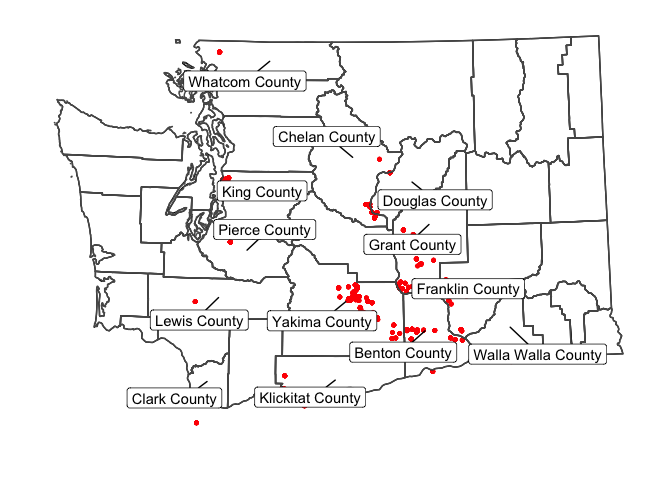 Whatcom County
Chelan County
King County
Douglas County
Pierce County
Grant County
Franklin County
Lewis County
Yakima County
Benton County
Walla Walla County
Clark County
Klickitat County